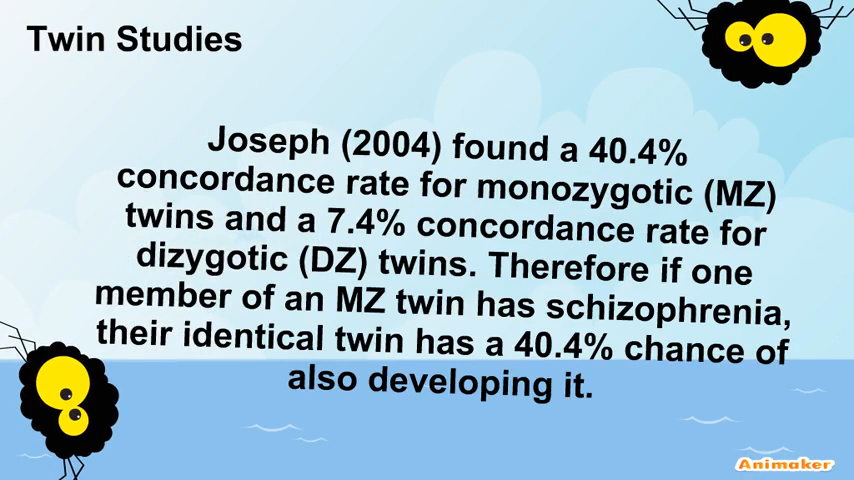 Twin Studies
Joseph (2004) found a 40.4%
concordance rate for monozygotic (MZ)
twins and a 7.4% concordance rate for
dizygotic (DZ) twins. Therefore if one
member of an MZ twin has schizophrenia,
their identical twin has a 40.4% chance of
also developing it.
Animaker